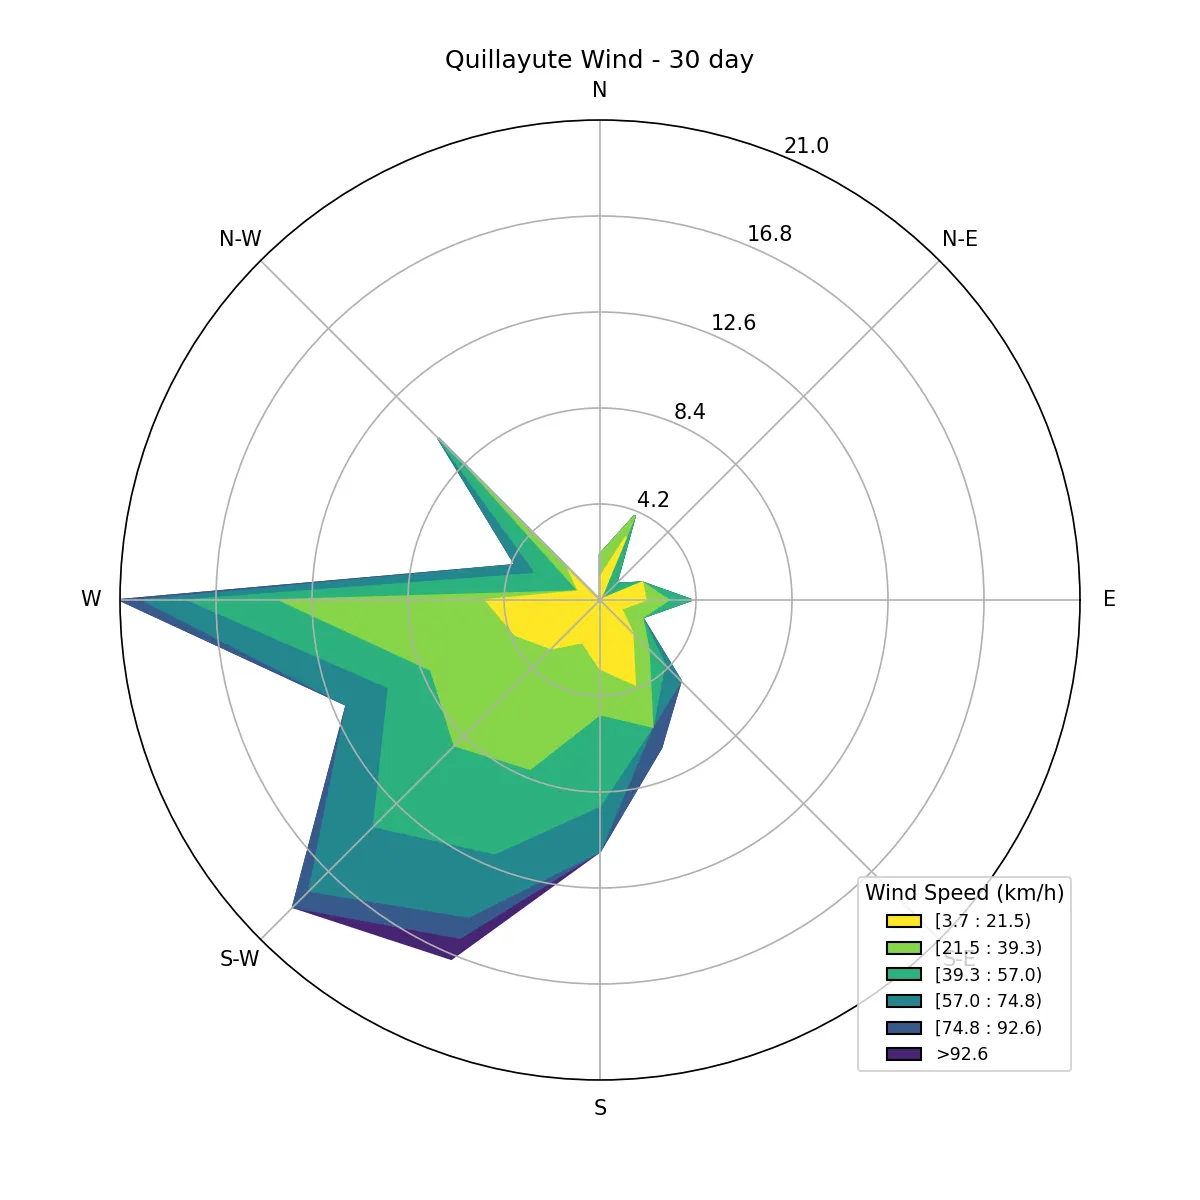 Quillayute Wind - 30 day
N
21.0
16.8
N-W
N-E
12.6
8.4
4.2
W
E
Wind Speed (km/h)
[3.7 : 21.5)
[21.5 : 39.3)
S-W
S-E
[39.3 : 57.0)
[57.0 : 74.8)
[74.8 : 92.6)
>92.6
S